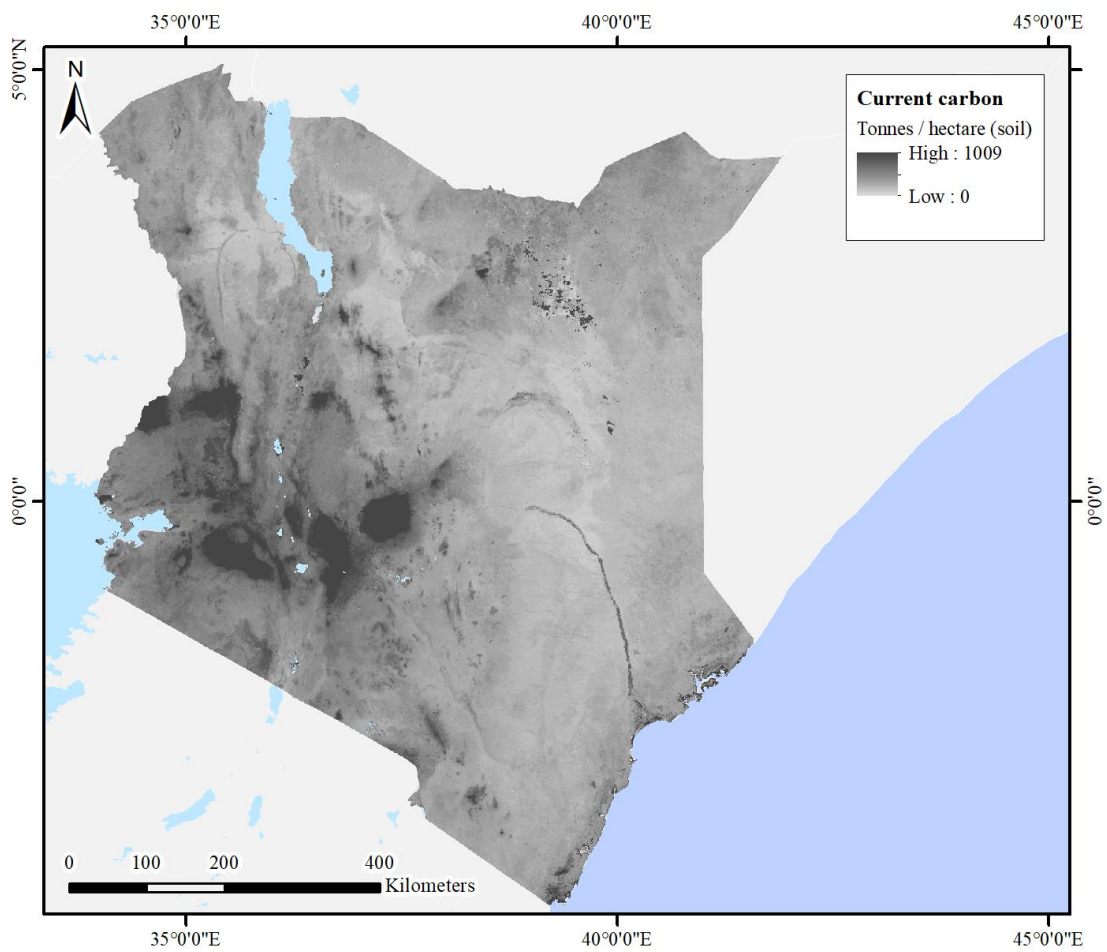 35°0'0"E 40°0'0"E 45°0'0"E
5°0'0"N
N
Current carbon
Tonnes / hectare (soil)
High : 1009
Low : 0
0°0'0" 0°0'0"
0 100 200 400
Kilometers
35°0'0"E 40°0'0"E 45°0'0"E